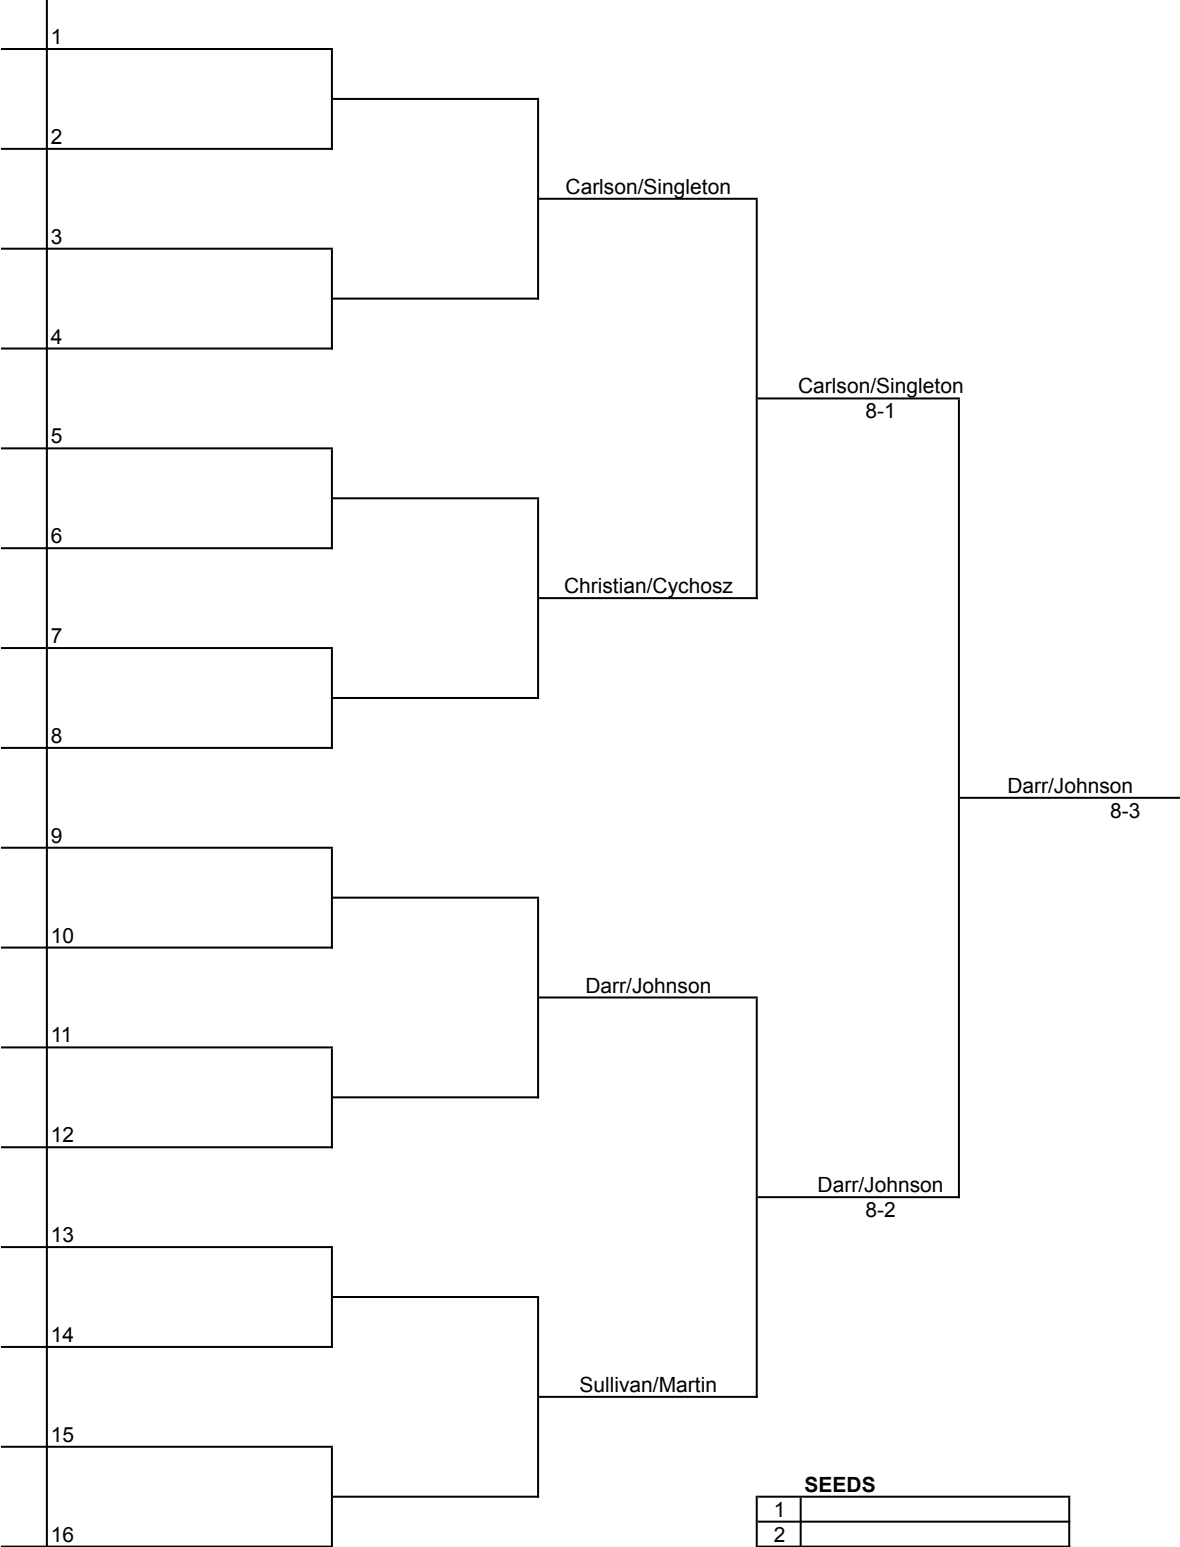 1
2
Carlson/Singleton
3
4
Carlson/Singleton
8-1
5
6
Christian/Cychosz
7
8
Darr/Johnson
8-3
9
10
Darr/Johnson
11
12
Darr/Johnson
8-2
13
14
Sullivan/Martin
15
SEEDS
1
2
16